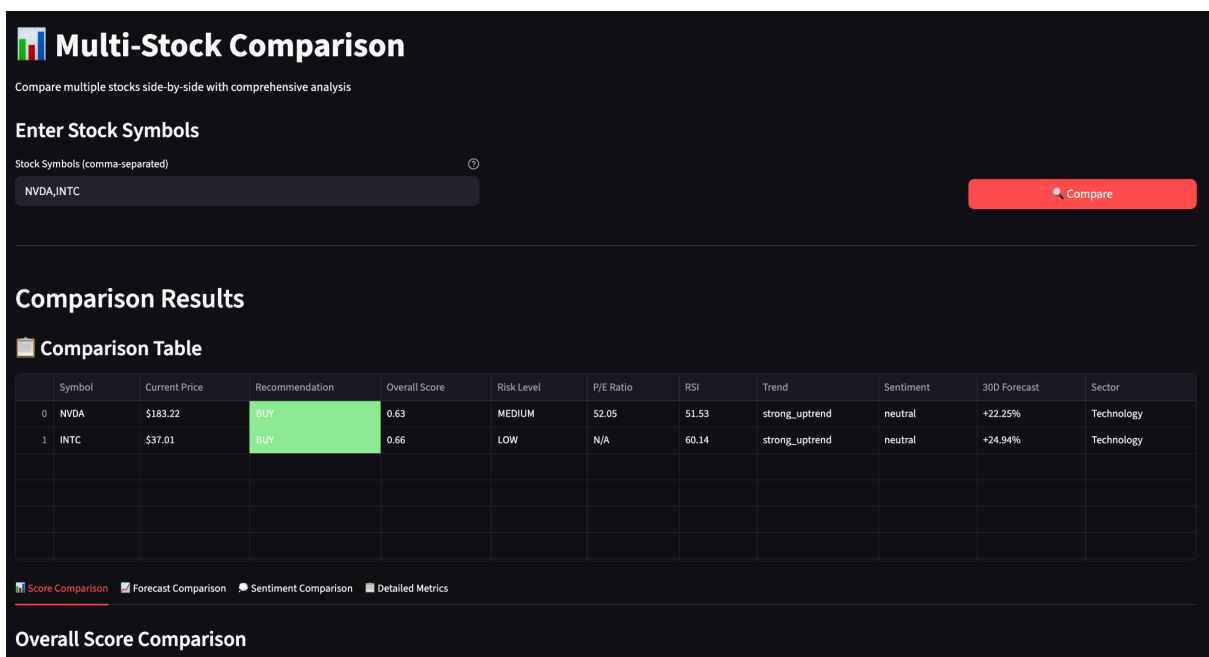 Multi-Stock Comparison
Compare multiple stocks side-by-side with comprehensive analysis
Enter Stock Symbols
Stock Symbols (comma-separated)
NVDA,INTC
Compare
Comparison Results
Comparison Table
Symbol Current Price Recommendation Overall Score Risk Level P/E Ratio RSI Trend Sentiment 30D Forecast Sector
0 NVDA $183.22 BUY 0.63 MEDIUM 52.05 51.53 strong_uptrend neutral +22.25% Technology
1 INTC $37.01 BUY 0.66 LOW N/A 60.14 strong_uptrend neutral +24.94% Technology
Score Comparison Forecast Comparison Sentiment Comparison Detailed Metrics
Overall Score Comparison